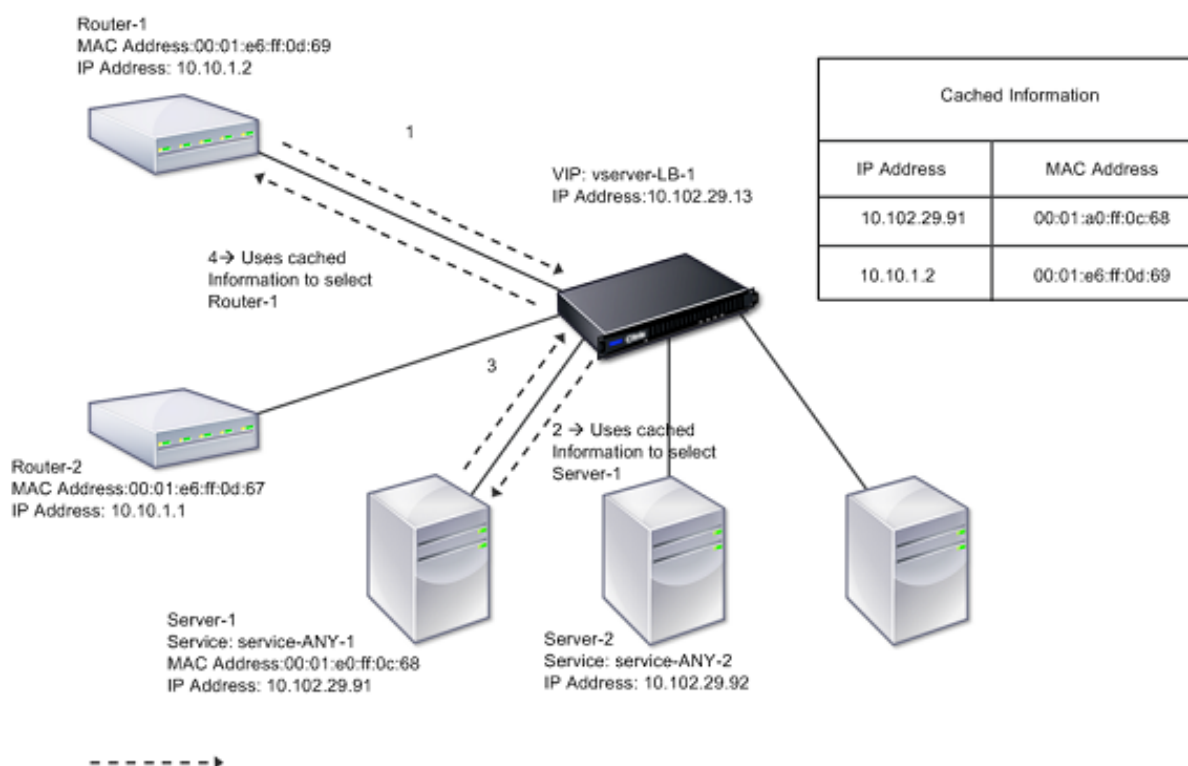 Router-1
MAC Address:00:01:e6:ff:0d:69
IP Address: 10.10.1.2
1
VIP: vserver-LB-1
IP Address:10.102.29.13
Cached Information
IP Address MAC Address
10.102.29.91 00:01:a0:ff:0c:68
10.10.1.2 00:01:e6:ff:0d:69
4→ Uses cached
Information to select
Router-1
3
2 → Uses cached
Information to select
Server-1
Router-2
MAC Address:00:01:e6:ff:0d:67
IP Address: 10.10.1.1
Server-1
Service: service-ANY-1
MAC Address:00:01:e0:ff:0c:68
IP Address: 10.102.29.91
Server-2
Service: service-ANY-2
IP Address: 10.102.29.92